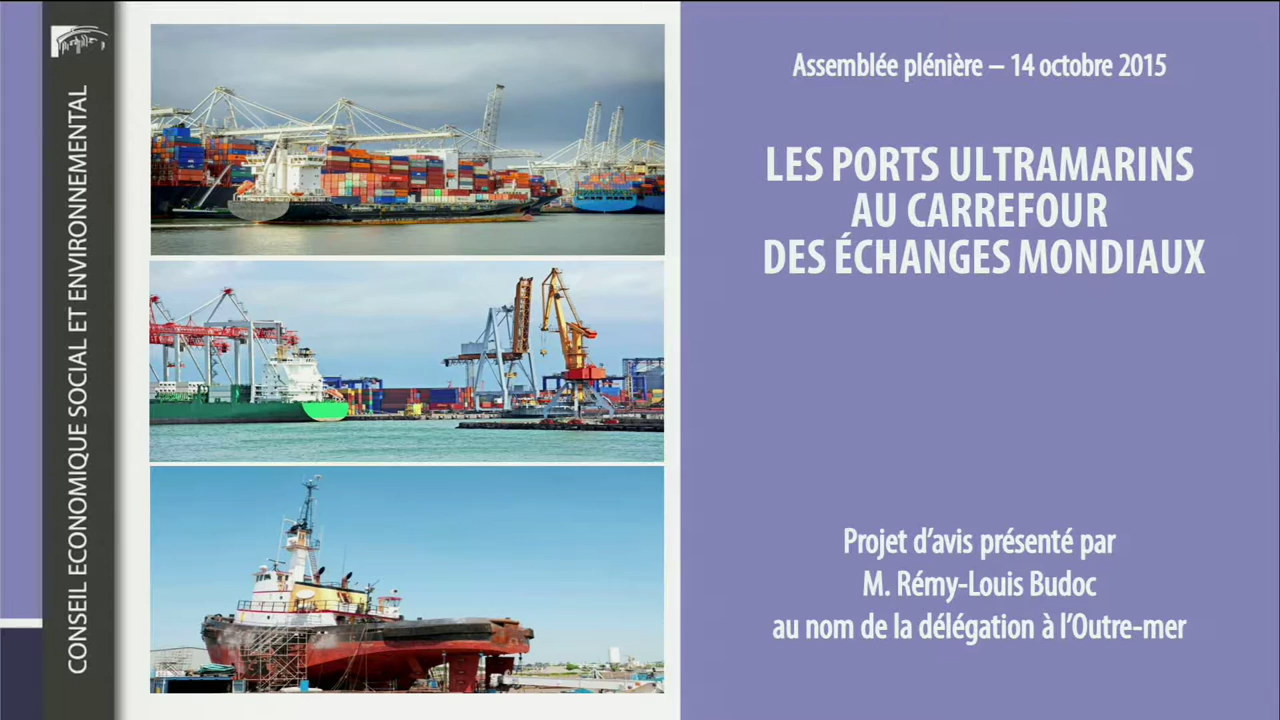 CONSEIL ECONOMIQUE SOCIAL ET ENVIRONNEMENTAL
Assemblée plénière – 14 octobre 2015
LES PORTS ULTRAMARINS
AU CARREFOUR
DES ÉCHANGES MONDIAUX
Projet d’avis présenté par
M. Rémy-Louis Budoc
au nom de la délégation à l’Outre-mer